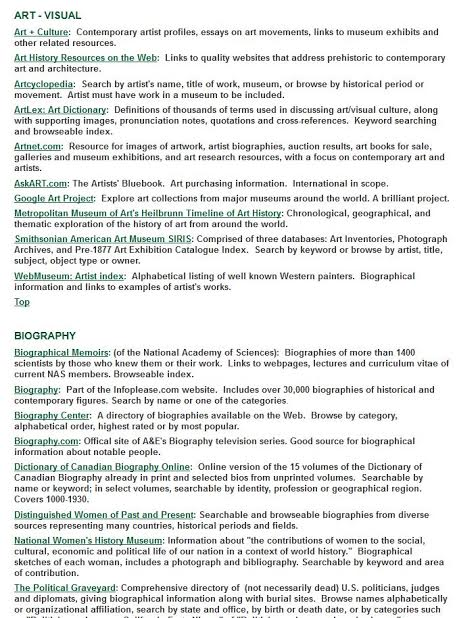 ART - VISUAL
Art + Culture:  Contemporary artist profiles, essays on art movements, links to museum exhibits and
other related resources.
Art History Resources on the Web:  Links to quality websites that address prehistoric to contemporary
art and architecture.
Artcyclopedia:  Search by artist's name, title of work, museum, or browse by historical period or
movement.  Artist must have work in a museum to be included.
ArtLex: Art Dictionary:  Definitions of thousands of terms used in discussing art/visual culture, along
with supporting images, pronunciation notes, quotations and cross-references.  Keyword searching
and browseable index.
Artnet.com:  Resource for images of artwork, artist biographies, auction results, art books for sale,
galleries and museum exhibitions, and art research resources, with a focus on contemporary art and
artists.
AskART.com: The Artists' Bluebook.  Art purchasing information.  International in scope.
Google Art Project:  Explore art collections from major museums around the world. A brilliant project.
Metropolitan Museum of Art's Heilbrunn Timeline of Art History: Chronological, geographical, and
thematic exploration of the history of art from around the world.
Smithsonian American Art Museum SIRIS: Comprised of three databases: Art Inventories, Photograph
Archives, and Pre-1877 Art Exhibition Catalogue Index.  Search by keyword or browse by artist, title,
subject, object type or owner.
WebMuseum: Artist index:  Alphabetical listing of well known Western painters.  Biographical
information and links to examples of artist's works.
Top
BIOGRAPHY
Biographical Memoirs: (of the National Academy of Sciences):  Biographies of more than 1400
scientists by those who knew them or their work.  Links to webpages, lectures and curriculum vitae of
current NAS members. Browseable index.
Biography:  Part of the Infoplease.com website.  Includes over 30,000 biographies of historical and
contemporary figures. Search by name or one of the categories.
Biography Center:  A directory of biographies available on the Web.  Browse by category,
alphabetical order, highest rated or by most popular.
Biography.com: Offical site of A&E's Biography television series. Good source for biographical
information about notable people.
Dictionary of Canadian Biography Online:  Online version of the 15 volumes of the Dictionary of
Canadian Biography already in print and selected bios from unprinted volumes.  Searchable by
name or keyword; in select volumes, searchable by identity, profession or geographical region.
Covers 1000-1930.
Distinguished Women of Past and Present: Searchable and browseable biographies from diverse
sources representing many countries, historical periods and fields.
National Women's History Museum: Information about "the contributions of women to the social,
cultural, economic and political life of our nation in a context of world history."  Biographical
sketches of each woman, includes a photograph and bibliography. Searchable by keyword and area
of contribution.
The Political Graveyard: Comprehensive directory of  (not necessarily dead) U.S. politicians, judges
and diplomats, giving biographical information along with burial sites.  Browse names alphabetically
or organizational affiliation, search by state and office, by birth or death date, or by categories such